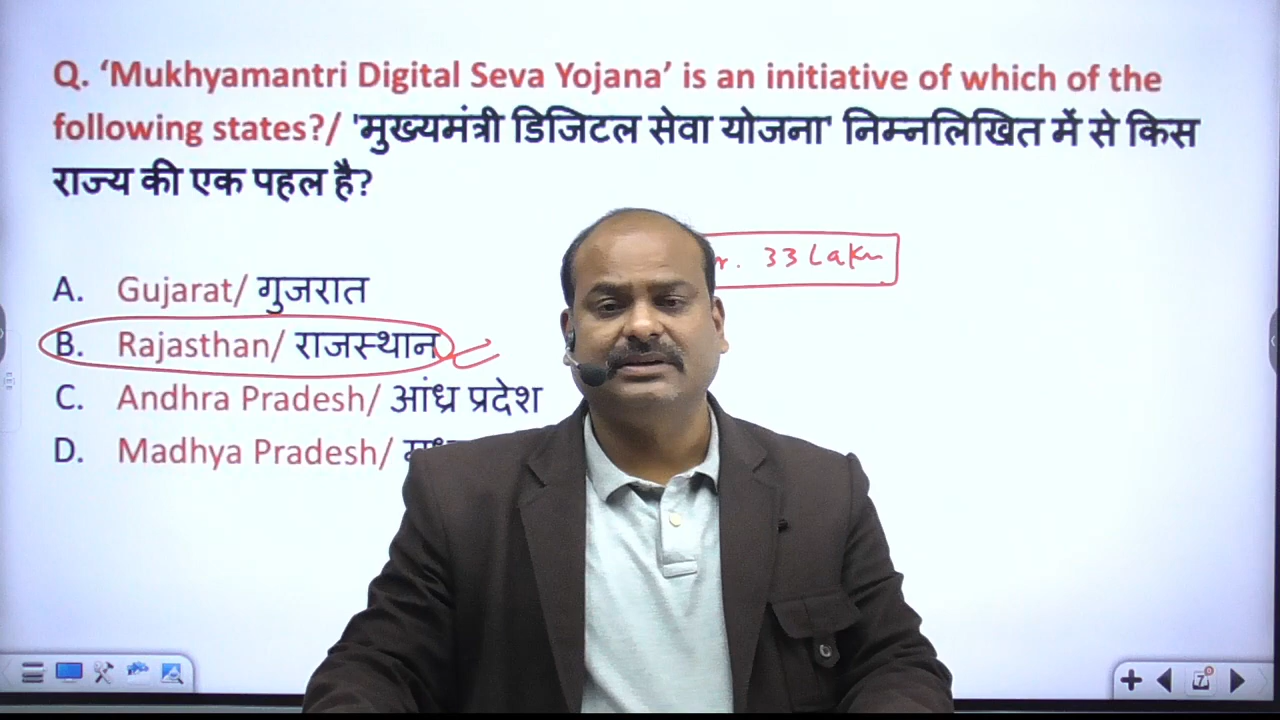 Q. ‘Mukhyamantri Digital Seva Yojana’ is an initiative of which of the
following states?/ 'मुख्यमंत्री डिजिटल सेवा योजना' निम्नलिखित में से किस
राज्य की एक पहल है?
33 Lakh
A. Gujarat/ गुजरात
B. Rajasthan/ राजस्थान
C. Andhra Pradesh/ आंध्र प्रदेश
D. Madhya Pradesh/